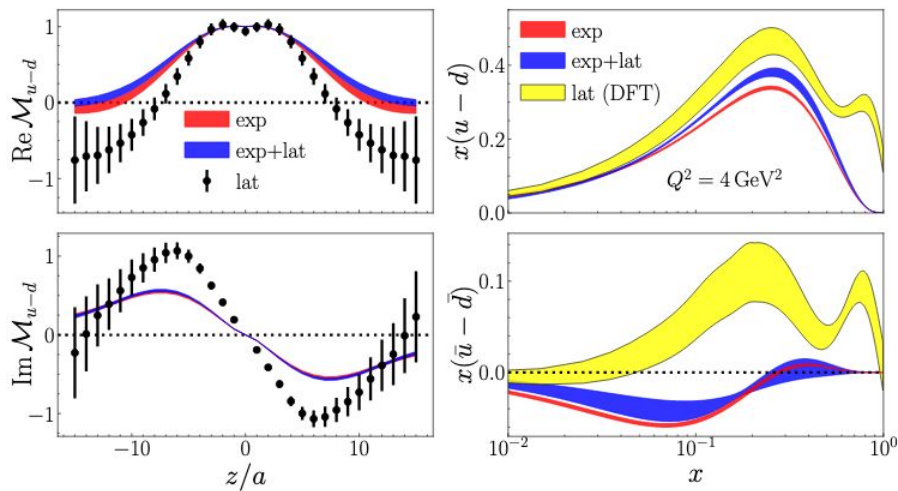 1
0
−1
Re M_{u−d}
exp
exp+lat
lat
1
0
−1
Im M_{u−d}
−10
0
10
z/a
0.4
0.2
0.0
x(u − d)
exp
exp+lat
lat (DFT)
Q² = 4 GeV²
0.1
0.0
x(ū − d̄)
10⁻²
10⁻¹
10⁰
x